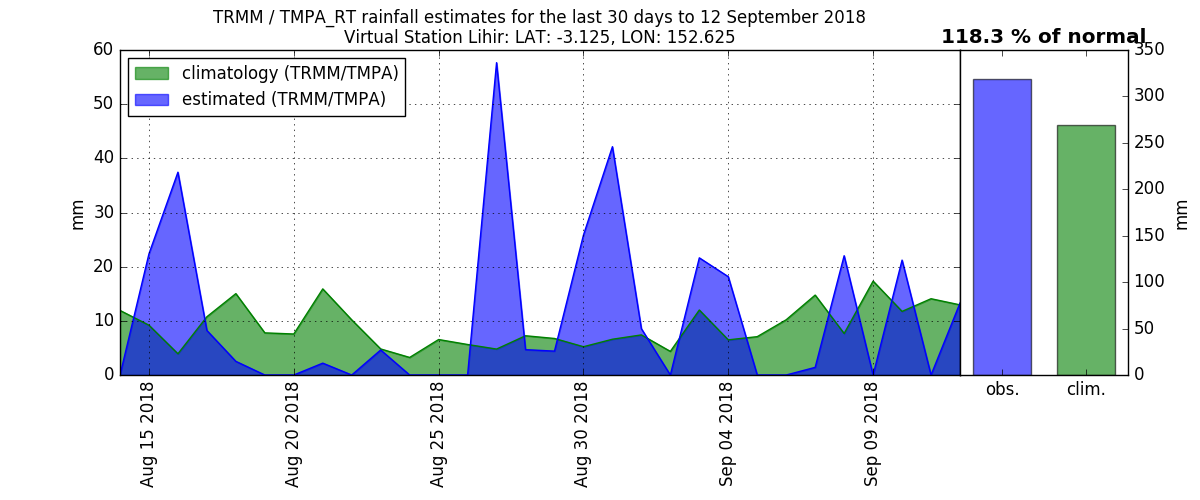 TRMM / TMPA_RT rainfall estimates for the last 30 days to 12 September 2018
Virtual Station Lihir: LAT: -3.125, LON: 152.625
118.3 % of normal
climatology (TRMM/TMPA)
estimated (TRMM/TMPA)
60
50
40
30
20
10
0
mm
Aug 15 2018
Aug 20 2018
Aug 25 2018
Aug 30 2018
Sep 04 2018
Sep 09 2018
obs.
clim.
350
300
250
200
150
100
50
0
mm